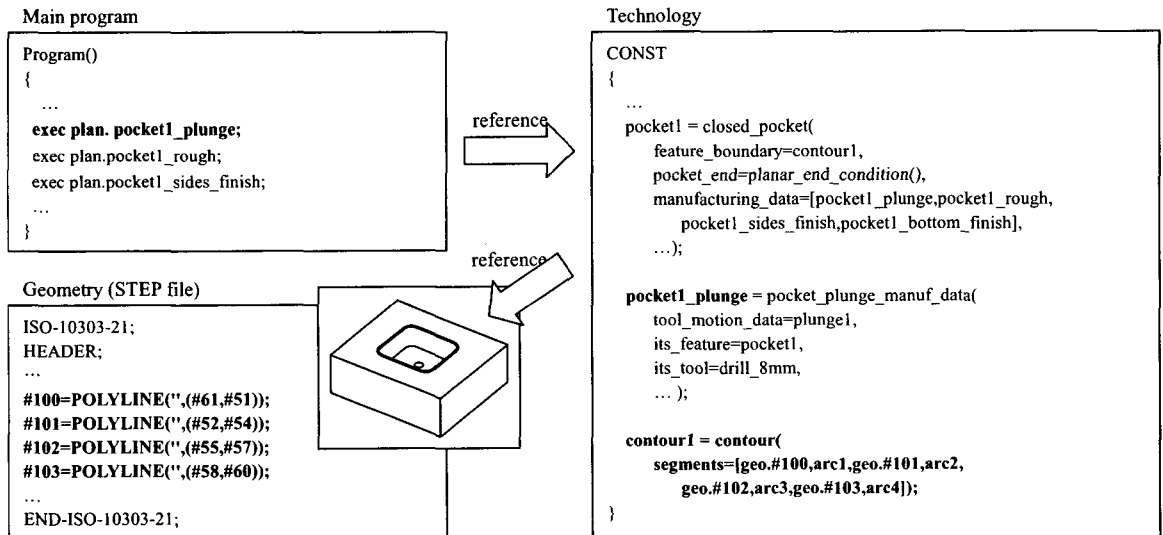 Main program
Program()
{
...
exec plan. pocket1_plunge;
exec plan.pocket1_rough;
exec plan.pocket1_sides_finish;
...
}
reference
Technology
CONST
{
...
pocket1 = closed_pocket(
feature_boundary=contour1,
pocket_end=planar_end_condition(),
manufacturing_data=[pocket1_plunge,pocket1_rough,
pocket1_sides_finish,pocket1_bottom_finish],
...);
pocket1_plunge = pocket_plunge_manuf_data(
tool_motion_data=plunge1,
its_feature=pocket1,
its_tool=drill_8mm,
... );
contour1 = contour(
segments=[geo.#100,arc1,geo.#101,arc2,
geo.#102,arc3,geo.#103,arc4]);
}
reference
Geometry (STEP file)
ISO-10303-21;
HEADER;
...
#100=POLYLINE('',(#61,#51));
#101=POLYLINE('',(#52,#54));
#102=POLYLINE('',(#55,#57));
#103=POLYLINE('',(#58,#60));
...
END-ISO-10303-21;